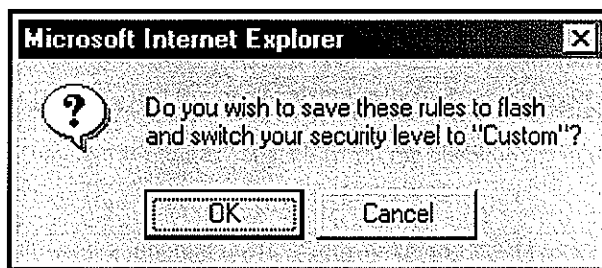 Microsoft Internet Explorer
Do you wish to save these rules to flash
and switch your security level to "Custom"?
OK Cancel